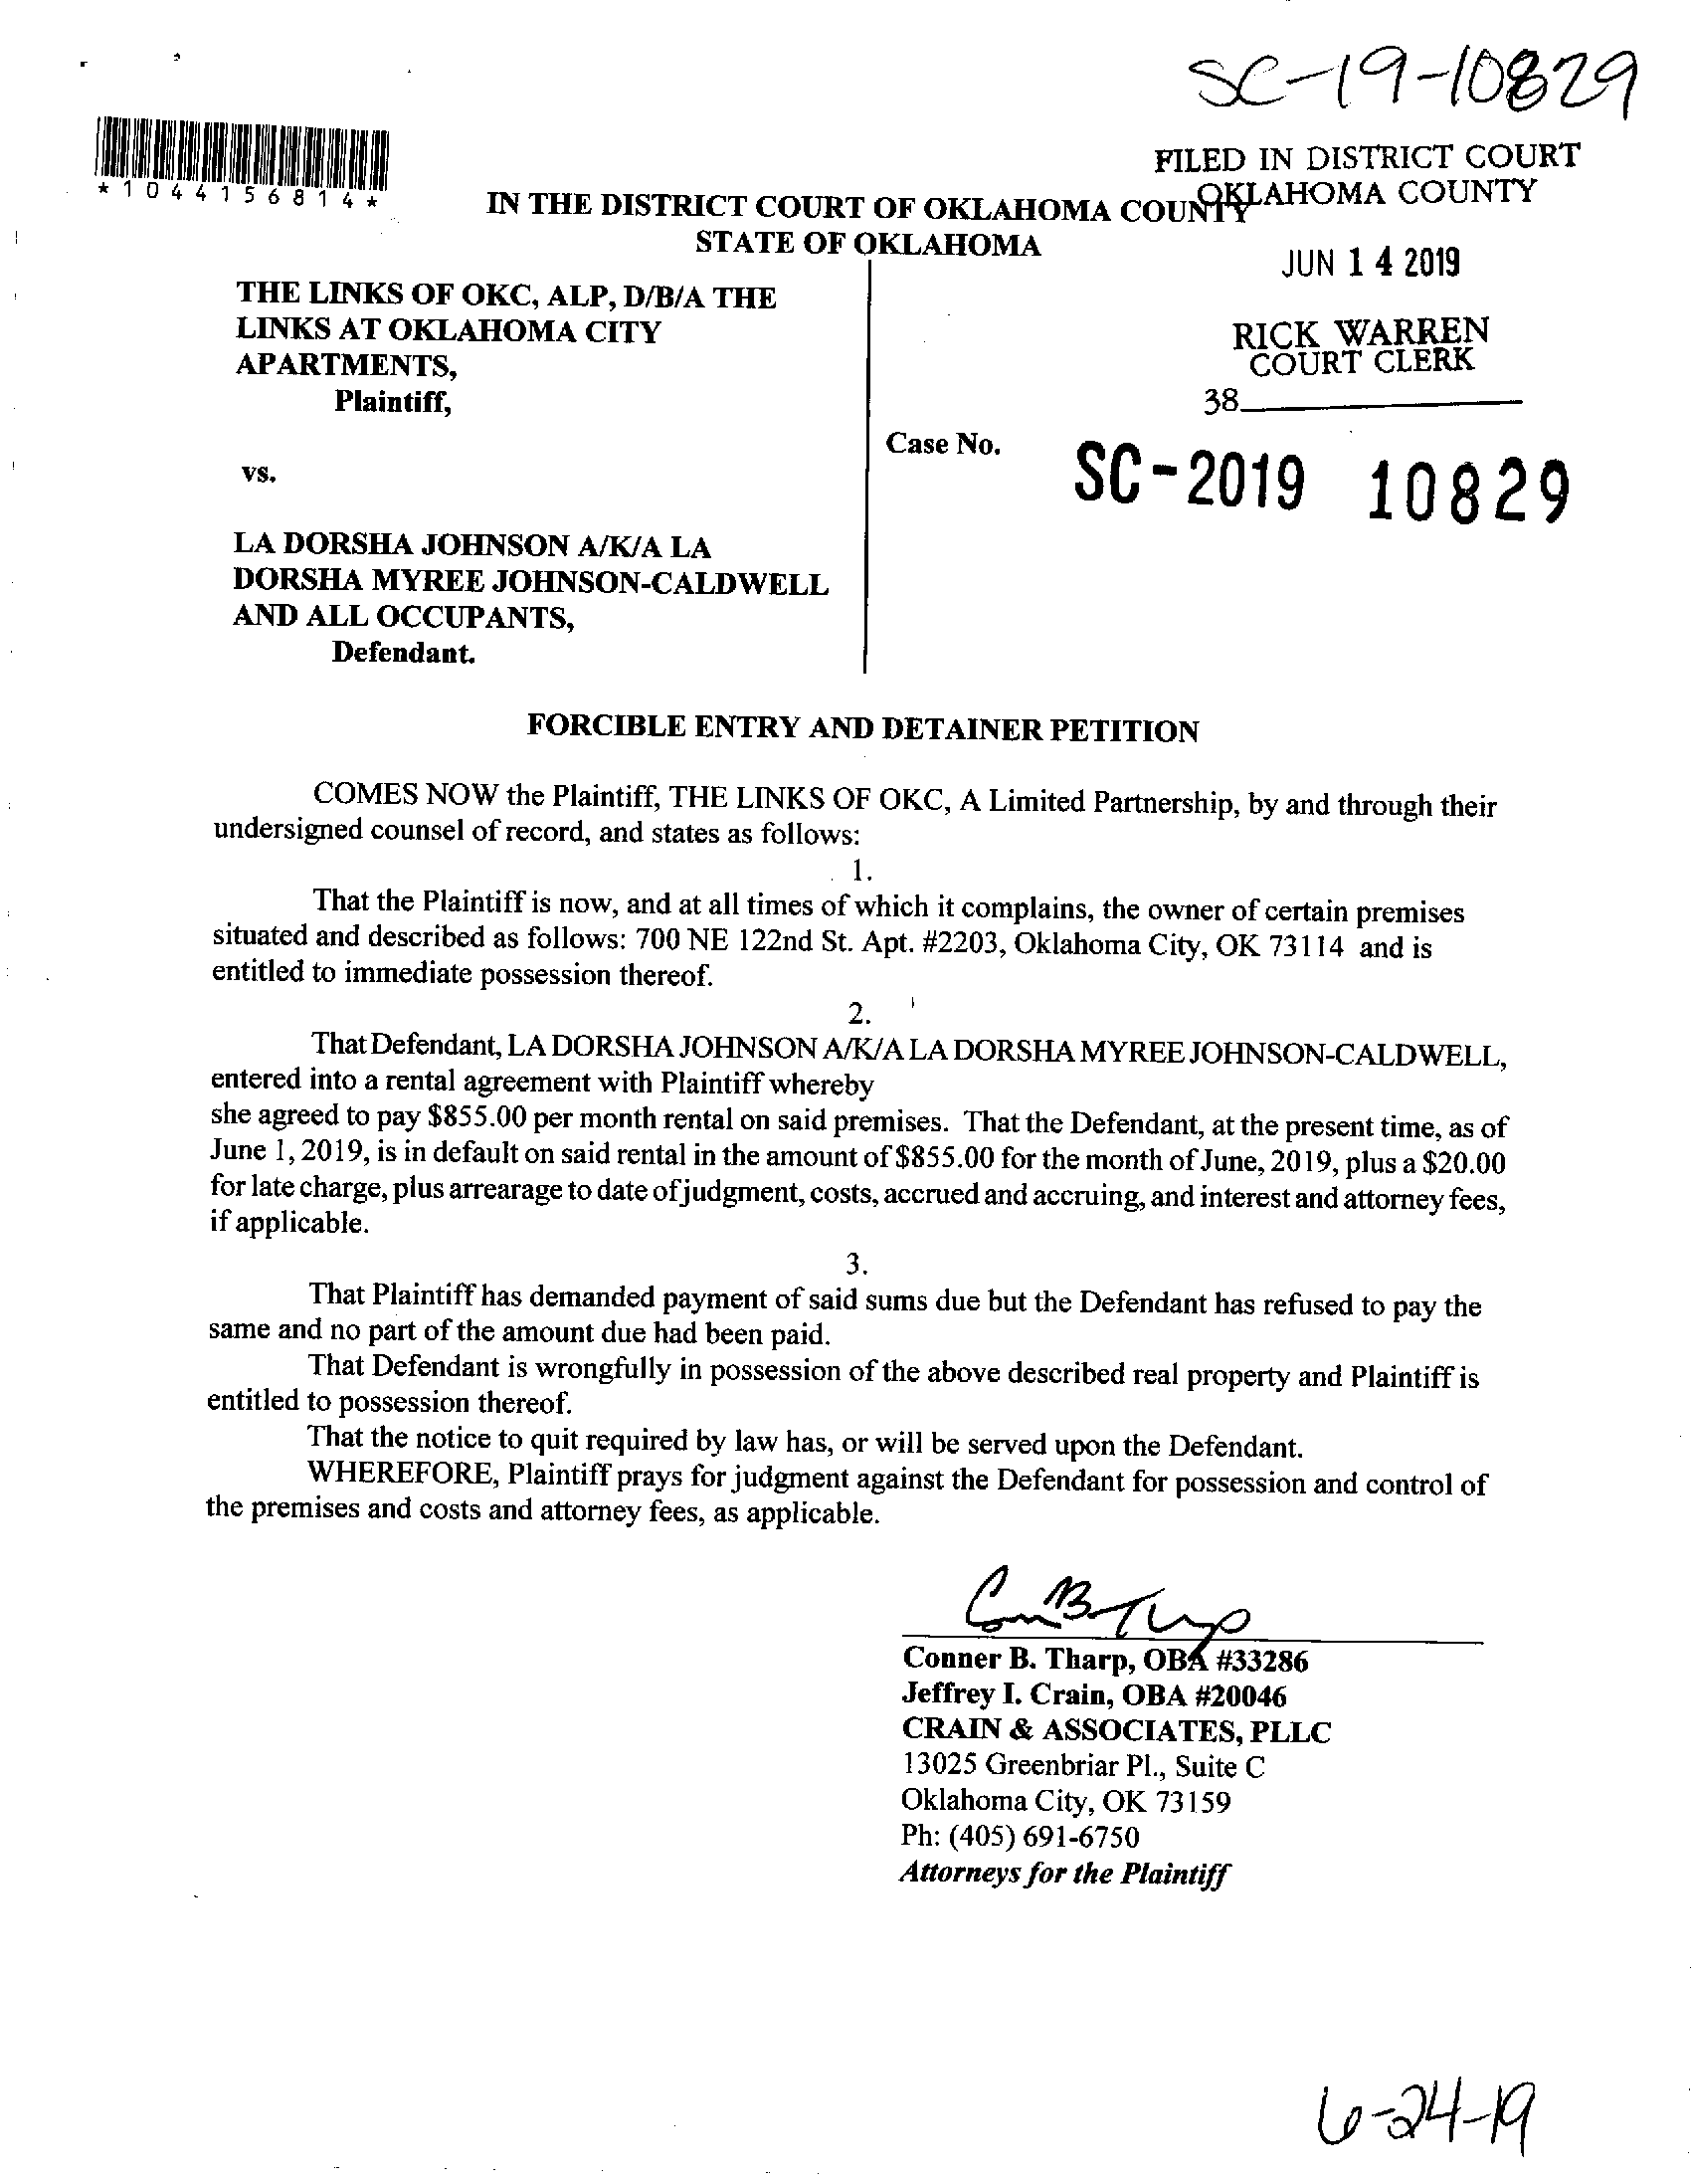 SC-19-10829
*1044156814*
FILED IN DISTRICT COURT
OKLAHOMA COUNTY
IN THE DISTRICT COURT OF OKLAHOMA COUNTY
STATE OF OKLAHOMA
JUN 14 2019
THE LINKS OF OKC, ALP, D/B/A THE
LINKS AT OKLAHOMA CITY
APARTMENTS,
Plaintiff,
RICK WARREN
COURT CLERK
38
Case No.
SC-2019 10829
vs.
LA DORSHA JOHNSON A/K/A LA
DORSHA MYREE JOHNSON-CALDWELL
AND ALL OCCUPANTS,
Defendant.
FORCIBLE ENTRY AND DETAINER PETITION
COMES NOW the Plaintiff, THE LINKS OF OKC, A Limited Partnership, by and through their
undersigned counsel of record, and states as follows:
1.
That the Plaintiff is now, and at all times of which it complains, the owner of certain premises
situated and described as follows: 700 NE 122nd St. Apt. #2203, Oklahoma City, OK 73114 and is
entitled to immediate possession thereof.
2.
That Defendant, LA DORSHA JOHNSON A/K/A LA DORSHA MYREE JOHNSON-CALDWELL,
entered into a rental agreement with Plaintiff whereby
she agreed to pay $855.00 per month rental on said premises. That the Defendant, at the present time, as of
June 1, 2019, is in default on said rental in the amount of $855.00 for the month of June, 2019, plus a $20.00
for late charge, plus arrearage to date of judgment, costs, accrued and accruing, and interest and attorney fees,
if applicable.
3.
That Plaintiff has demanded payment of said sums due but the Defendant has refused to pay the
same and no part of the amount due had been paid.
That Defendant is wrongfully in possession of the above described real property and Plaintiff is
entitled to possession thereof.
That the notice to quit required by law has, or will be served upon the Defendant.
WHEREFORE, Plaintiff prays for judgment against the Defendant for possession and control of
the premises and costs and attorney fees, as applicable.
Conner B. Tharp, OBA #33286
Jeffrey I. Crain, OBA #20046
CRAIN & ASSOCIATES, PLLC
13025 Greenbriar Pl., Suite C
Oklahoma City, OK 73159
Ph: (405) 691-6750
Attorneys for the Plaintiff
6-24-19